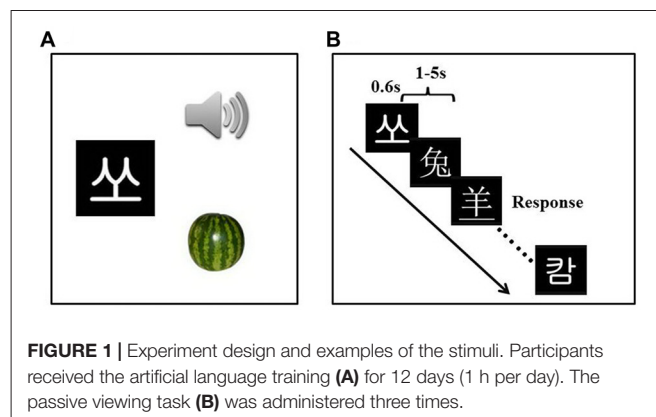 A
쏘
B
0.6s
1-5s
쏘
兔
羊
Response
캄
FIGURE 1 | Experiment design and examples of the stimuli. Participants
received the artificial language training (A) for 12 days (1 h per day). The
passive viewing task (B) was administered three times.